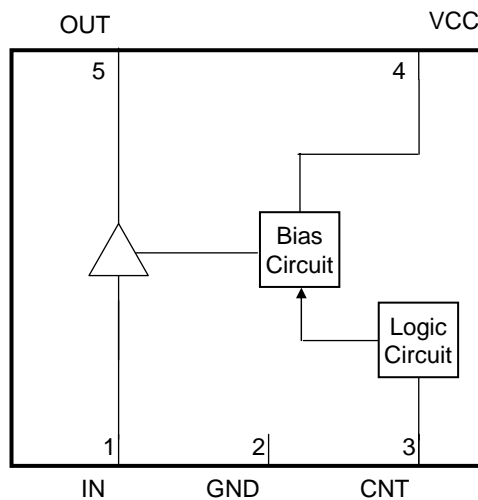 OUT VCC
5 4
Bias
Circuit
Logic
Circuit
1 2 3
IN GND CNT